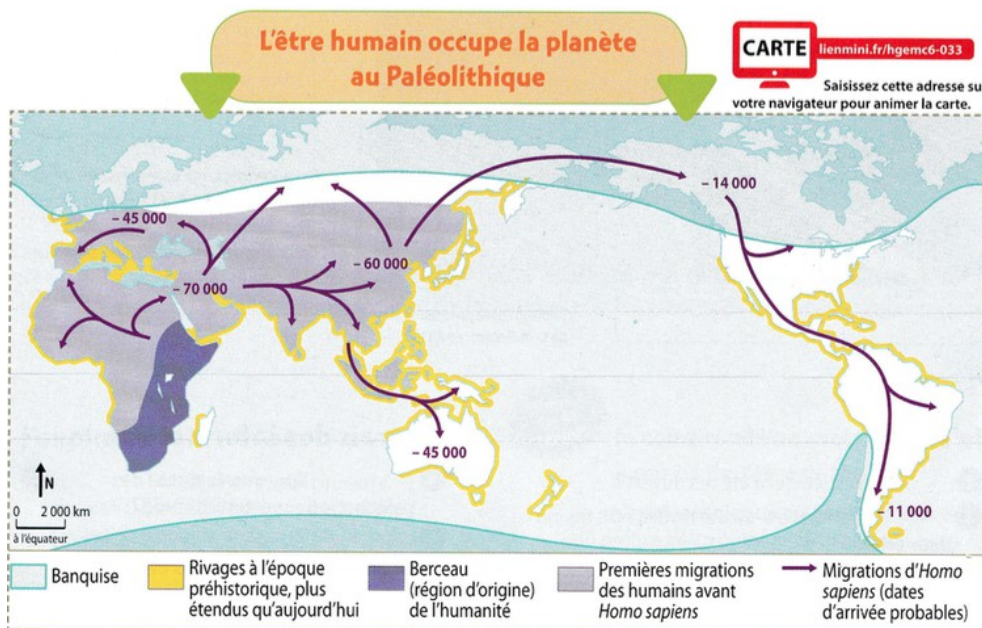 L'être humain occupe la planète
au Paléolithique
CARTE
lienmini.fr/hgemc6-033
Saisissez cette adresse su
votre navigateur pour animer la carte.
– 14 000
– 45 000
– 60 000
– 70 000
– 45 000
– 11 000
N
0 2 000 km
à l'équateur
Banquise
Rivages à l'époque
préhistorique, plus
étendus qu'aujourd'hui
Berceau
(région d'origine)
de l'humanité
Premières migrations
des humains avant
Homo sapiens
Migrations d'Homo
sapiens (dates
d'arrivée probables)